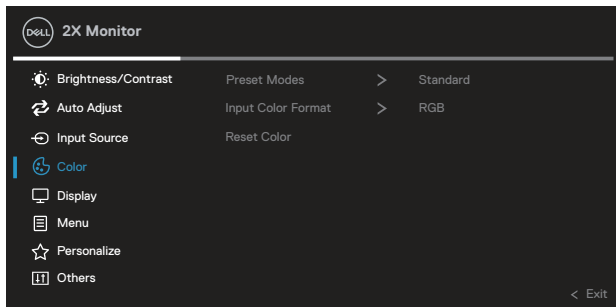 DELL 2X Monitor
Brightness/Contrast Preset Modes > Standard
Auto Adjust Input Color Format > RGB
Input Source Reset Color
Color
Display
Menu
Personalize
Others
< Exit